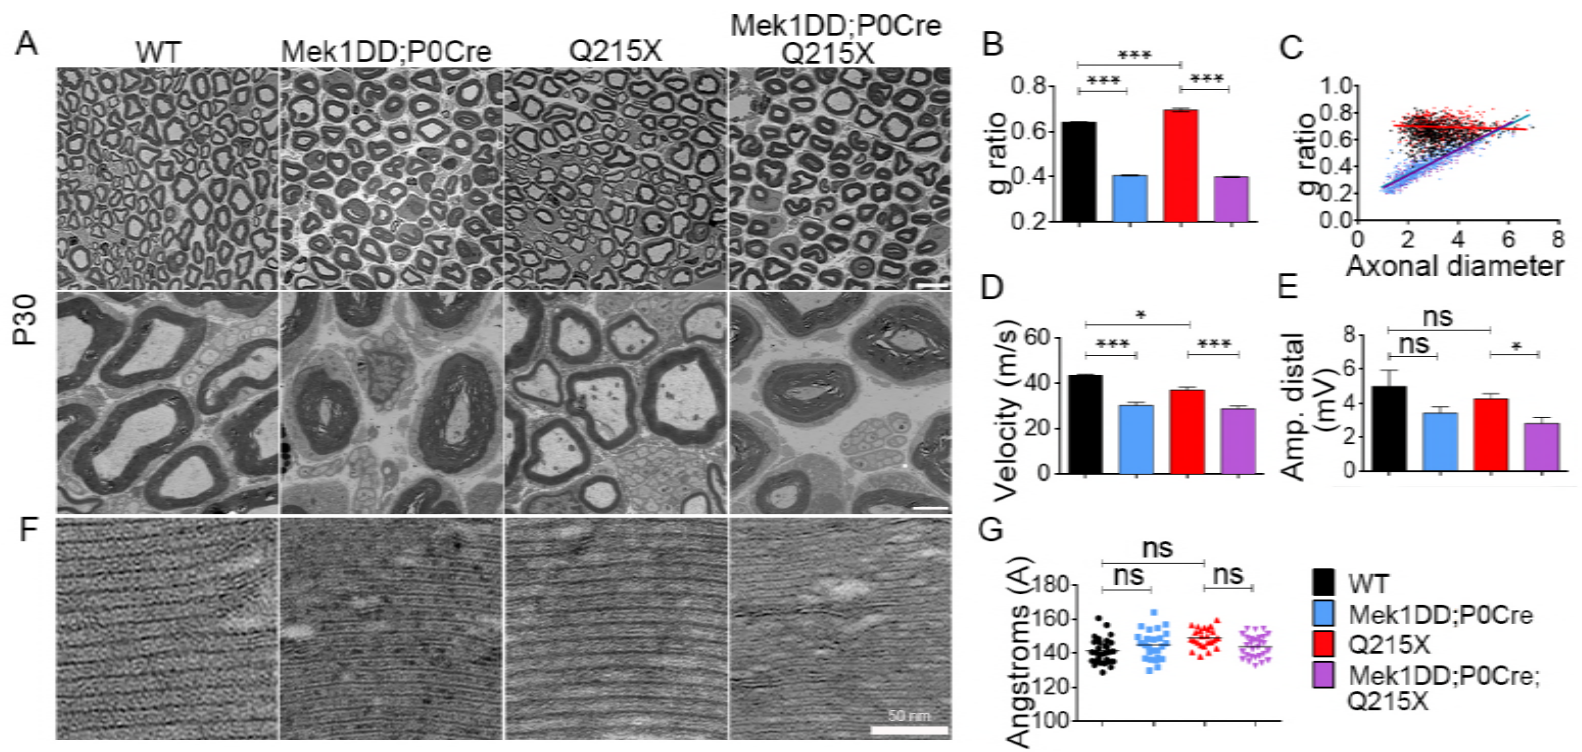 A
WT
Mek1DD;P0Cre
Q215X
Mek1DD;P0Cre
Q215X
P30
B
***
***
***
0.8
0.6
0.4
0.2
g ratio
C
1.0
0.8
0.6
0.4
0.2
0.0
g ratio
0
2
4
6
8
Axonal diameter
D
*
***
***
60
40
20
0
Velocity (m/s)
E
ns
ns
*
8
6
4
2
0
Amp. distal
(mV)
F
50 nm
G
ns
ns
ns
180
160
140
120
100
Angstroms (A)
WT
Mek1DD;P0Cre
Q215X
Mek1DD;P0Cre;
Q215X